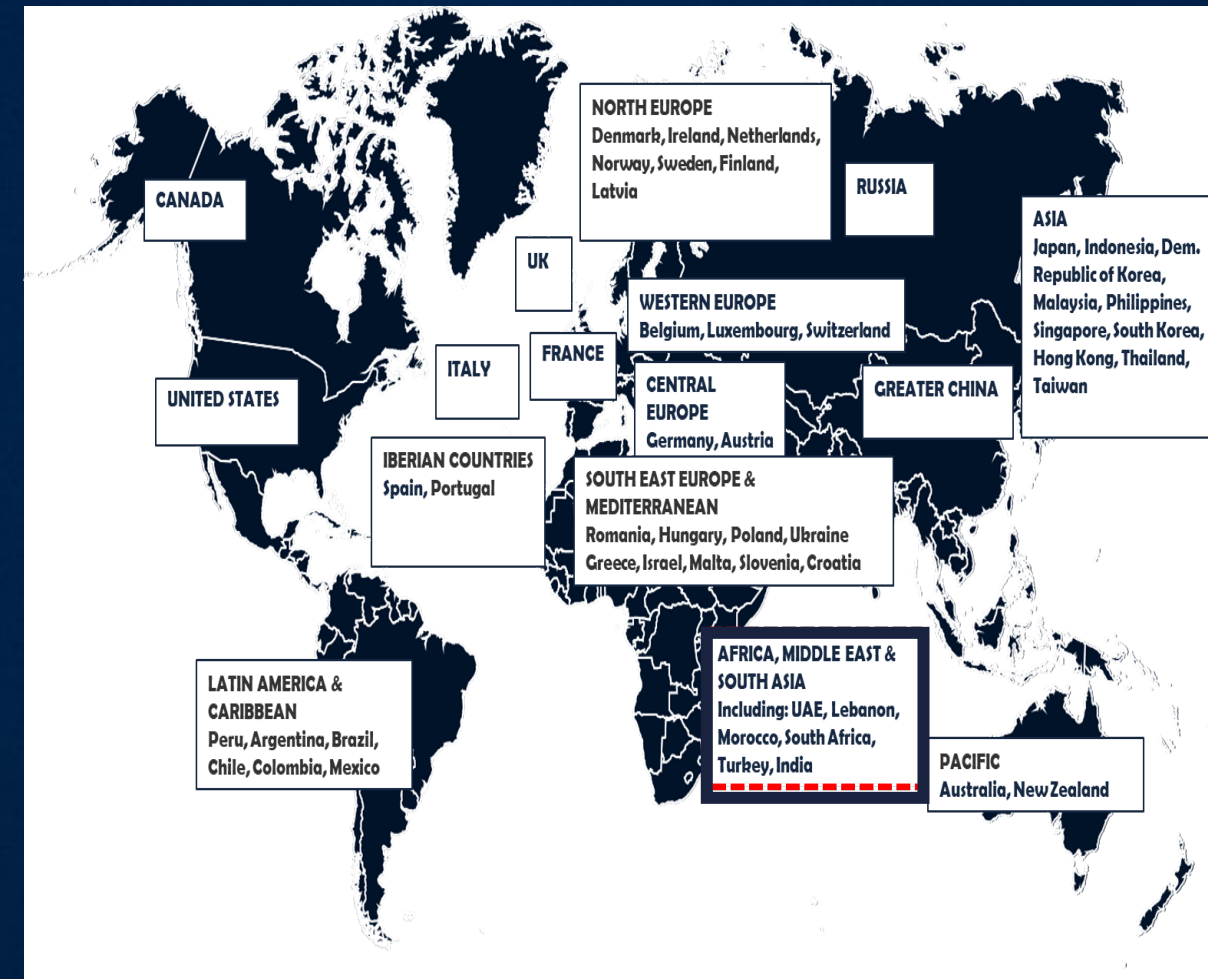 NORTH EUROPE
Denmark, Ireland, Netherlands,
Norway, Sweden, Finland,
Latvia
CANADA
RUSSIA
ASIA
Japan, Indonesia, Dem.
Republic of Korea,
Malaysia, Philippines,
Singapore, South Korea,
Hong Kong, Thailand,
Taiwan
UK
WESTERN EUROPE
Belgium, Luxembourg, Switzerland
FRANCE
ITALY
UNITED STATES
CENTRAL
EUROPE
Germany, Austria
GREATER CHINA
IBERIAN COUNTRIES
Spain, Portugal
SOUTH EAST EUROPE &
MEDITERRANEAN
Romania, Hungary, Poland, Ukraine
Greece, Israel, Malta, Slovenia, Croatia
AFRICA, MIDDLE EAST &
SOUTH ASIA
Including: UAE, Lebanon,
Morocco, South Africa,
Turkey, India
LATIN AMERICA &
CARIBBEAN
Peru, Argentina, Brazil,
Chile, Colombia, Mexico
PACIFIC
Australia, New Zealand